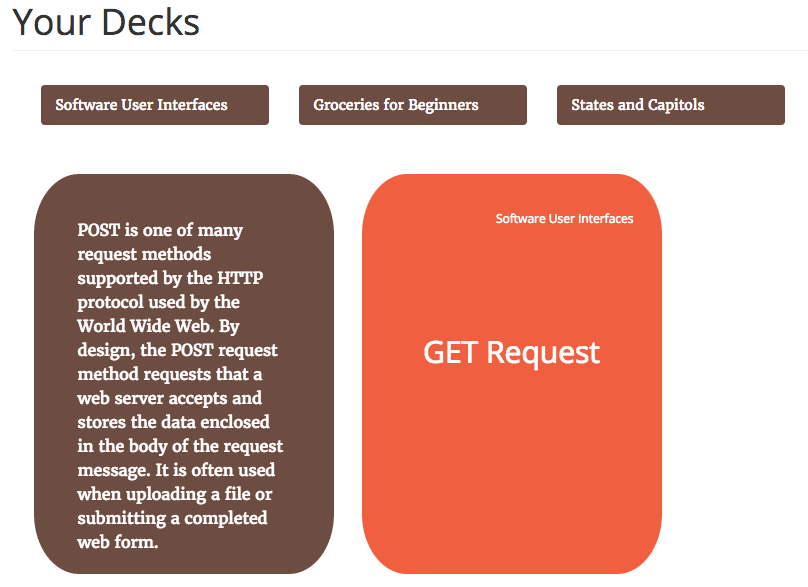 Your Decks
Software User Interfaces
Groceries for Beginners
States and Capitols
POST is one of many
request methods
supported by the HTTP
protocol used by the
World Wide Web. By
design, the POST request
method requests that a
web server accepts and
stores the data enclosed
in the body of the request
message. It is often used
when uploading a file or
submitting a completed
web form.
Software User Interfaces
GET Request